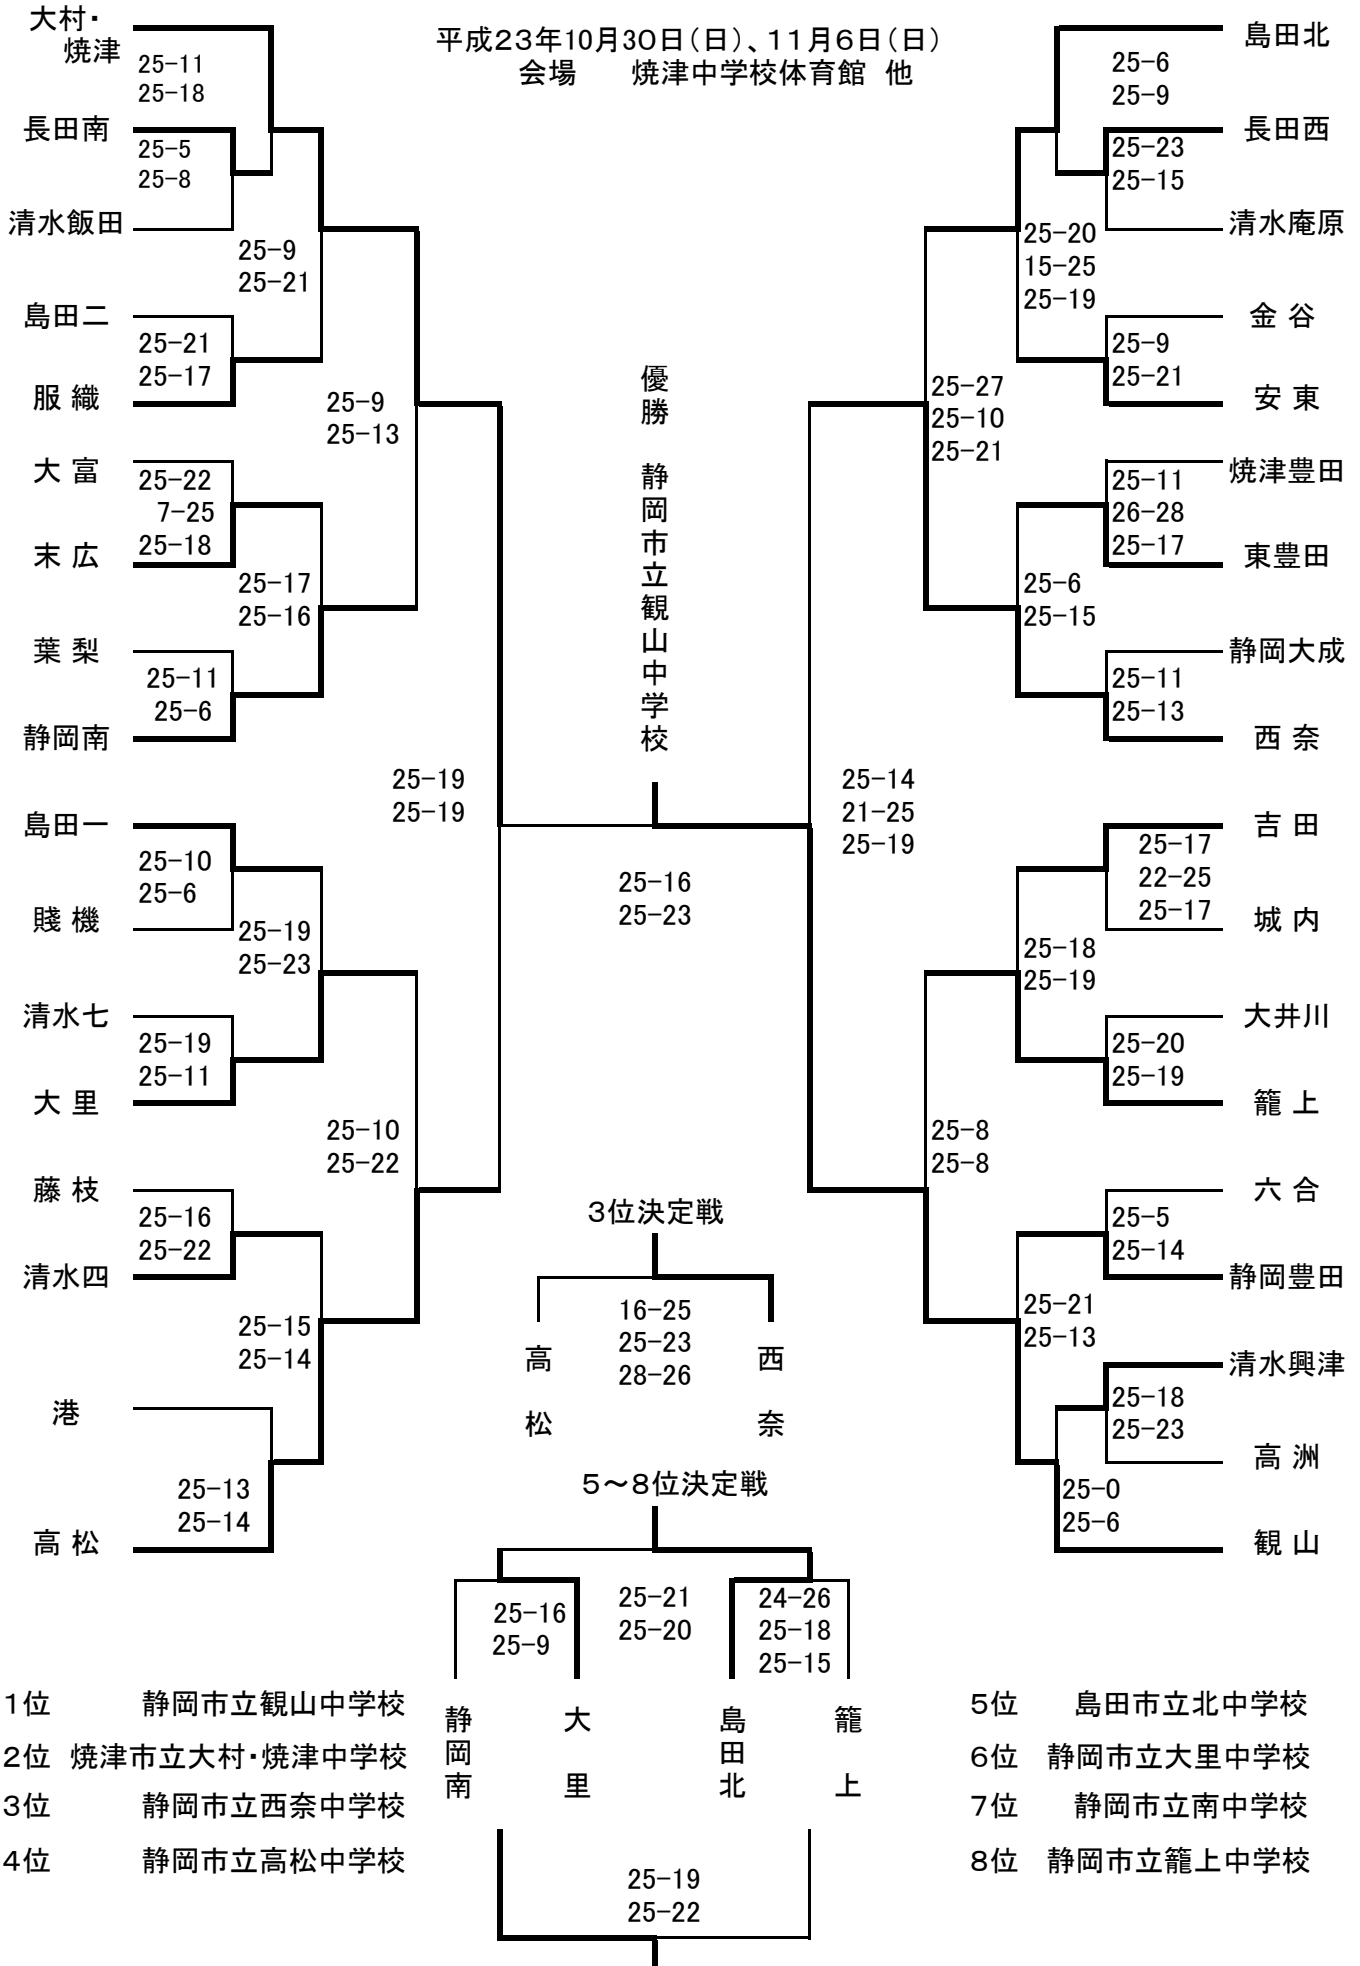 平成23年10月30日(日)、11月6日(日)
会場　焼津中学校体育館　他
大村・
焼津
25-11
25-18
長田南
25-5
25-8
清水飯田
25-9
25-21
島田二
25-21
25-17
服織
25-9
25-13
大富
25-22
7-25
25-18
末広
25-17
25-16
葉梨
25-11
25-6
静岡南
25-19
25-19
島田一
25-10
25-6
賤機
25-19
25-23
清水七
25-19
25-11
大里
25-10
25-22
藤枝
25-16
25-22
清水四
25-15
25-14
港
25-13
25-14
高松
優勝　静岡市立観山中学校
25-16
25-23
島田北
25-6
25-9
長田西
25-23
25-15
清水庵原
25-20
15-25
25-19
金谷
25-9
25-21
安東
25-27
25-10
25-21
焼津豊田
25-11
26-28
25-17
東豊田
25-6
25-15
静岡大成
25-11
25-13
西奈
25-14
21-25
25-19
吉田
25-17
22-25
25-17
城内
25-18
25-19
大井川
25-20
25-19
籠上
25-8
25-8
六合
25-5
25-14
静岡豊田
25-21
25-13
清水興津
25-18
25-23
高洲
25-0
25-6
観山
3位決定戦
16-25
25-23
28-26
高松
西奈
5～8位決定戦
25-16
25-9
25-21
25-20
24-26
25-18
25-15
静岡南
大里
島田北
籠上
25-19
25-22
1位　静岡市立観山中学校
2位　焼津市立大村・焼津中学校
3位　静岡市立西奈中学校
4位　静岡市立高松中学校
5位　島田市立北中学校
6位　静岡市立大里中学校
7位　静岡市立南中学校
8位　静岡市立籠上中学校